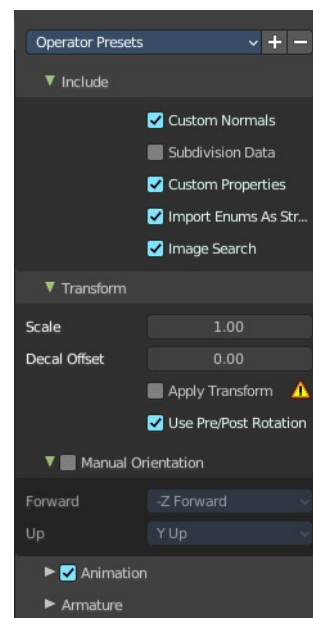 Operator Presets
Include
Custom Normals
Subdivision Data
Custom Properties
Import Enums As Str...
Image Search
Transform
Scale 1.00
Decal Offset 0.00
Apply Transform
Use Pre/Post Rotation
Manual Orientation
Forward -Z Forward
Up Y Up
Animation
Armature